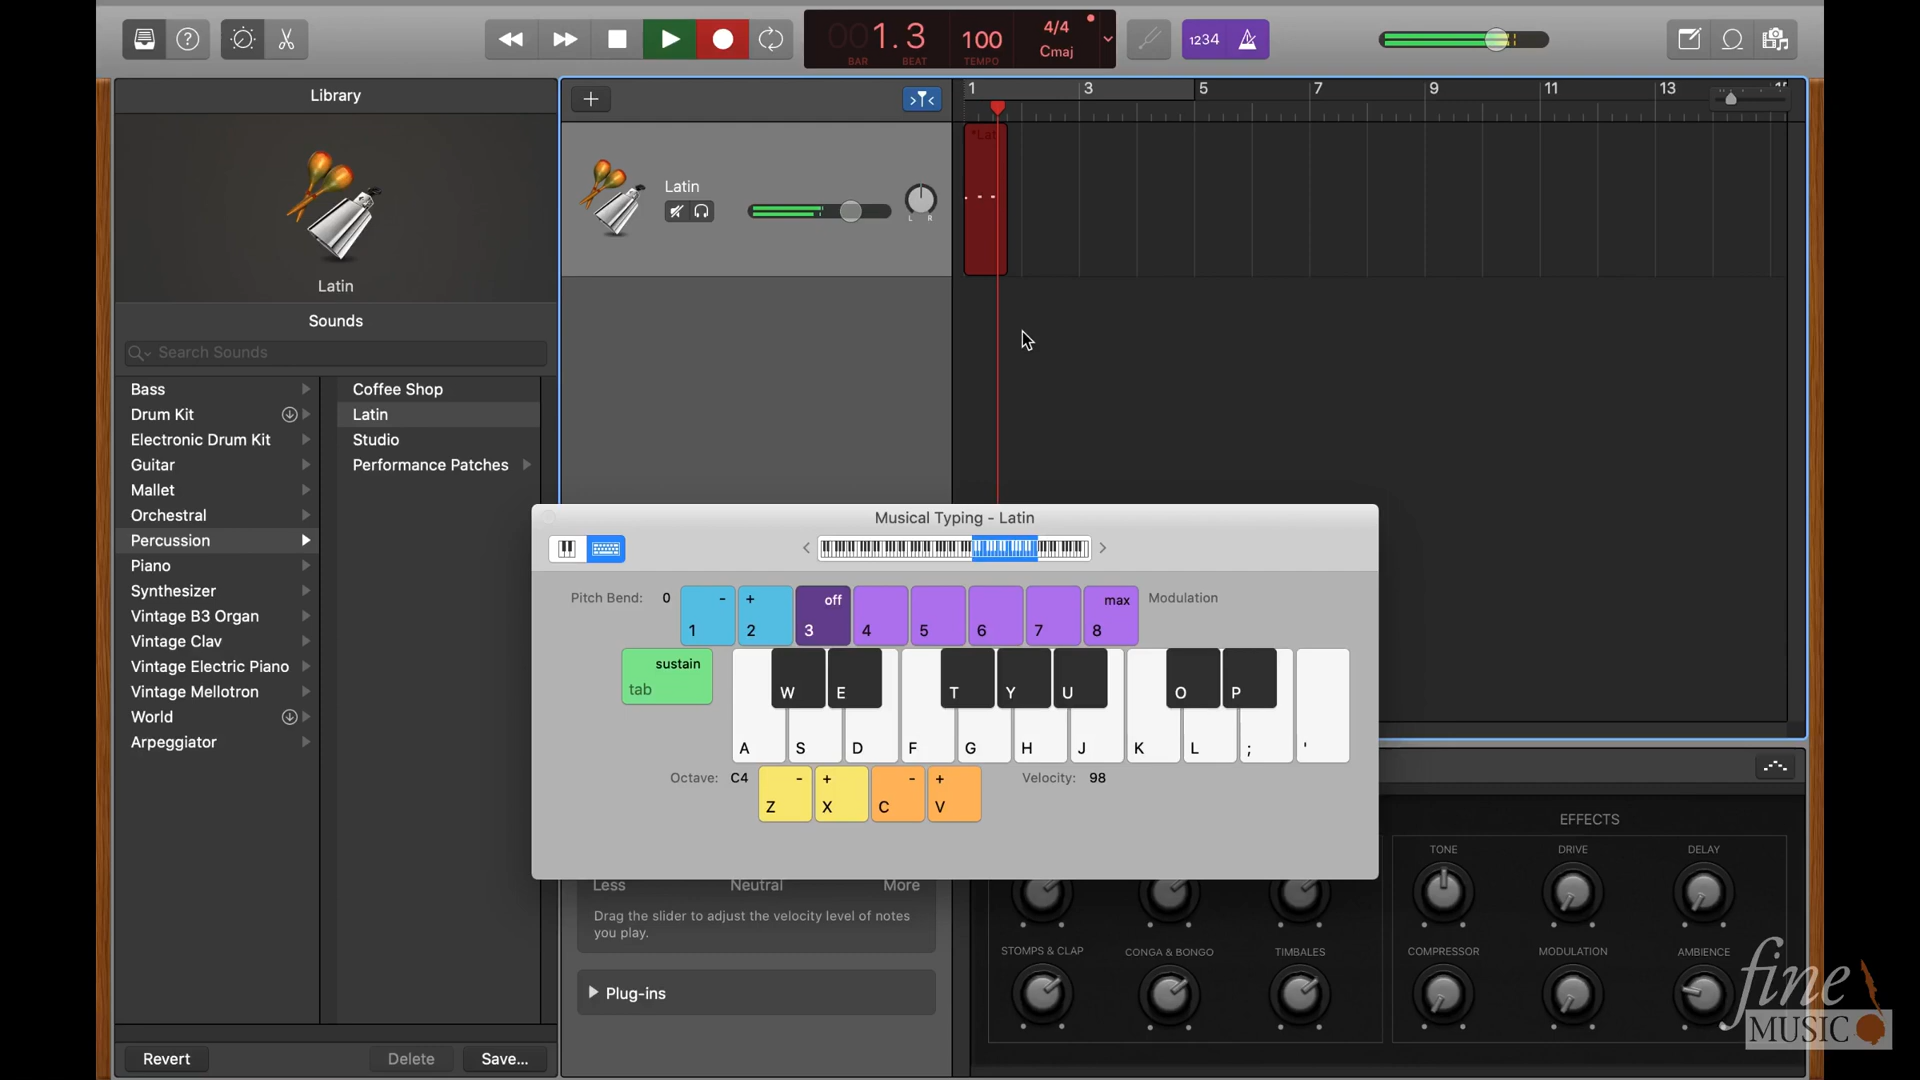 001.3
BAR BEAT
100
TEMPO
4/4
Cmaj
1234
Library
Latin
Sounds
Search Sounds
Bass
Drum Kit
Electronic Drum Kit
Guitar
Mallet
Orchestral
Percussion
Piano
Synthesizer
Vintage B3 Organ
Vintage Clav
Vintage Electric Piano
Vintage Mellotron
World
Arpeggiator
Coffee Shop
Latin
Studio
Performance Patches
Revert
Delete
Save...
1 3 5 7 9 11 13
Latin
L R
*Lat
Musical Typing - Latin
Pitch Bend: 0
- + off max
1 2 3 4 5 6 7 8
Modulation
sustain
tab
W E T Y U O P
A S D F G H J K L ; '
Octave: C4
- + - +
Z X C V
Velocity: 98
Less Neutral More
Drag the slider to adjust the velocity level of notes
you play.
Plug-ins
STOMPS & CLAP CONGA & BONGO TIMBALES
EFFECTS
TONE DRIVE DELAY
COMPRESSOR MODULATION AMBIENCE
fine
MUSIC